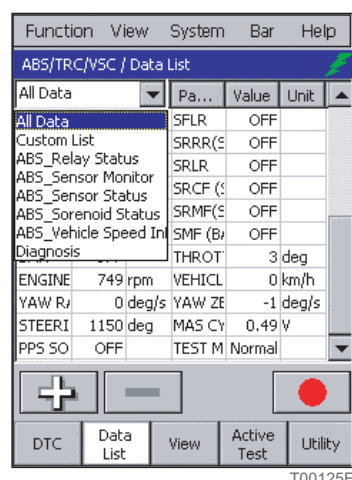 Function View System Bar Help
ABS/TRC/VSC / Data List
All Data Pa... Value Unit
All Data SFLR OFF
Custom List SRRR(S OFF
ABS_Relay Status SRLR OFF
ABS_Sensor Monitor SRCF (S OFF
ABS_Sensor Status SRMF(S OFF
ABS_Sorenoid Status SMF (BA OFF
ABS_Vehicle Speed Inf
Diagnosis THROT 3 deg
ENGINE 749 rpm VEHICL 0 km/h
YAW RA 0 deg/s YAW ZE -1 deg/s
STEERI 1150 deg MAS CY 0.49 V
PPS SO OFF TEST M Normal
DTC Data List View Active Test Utility
T00125E